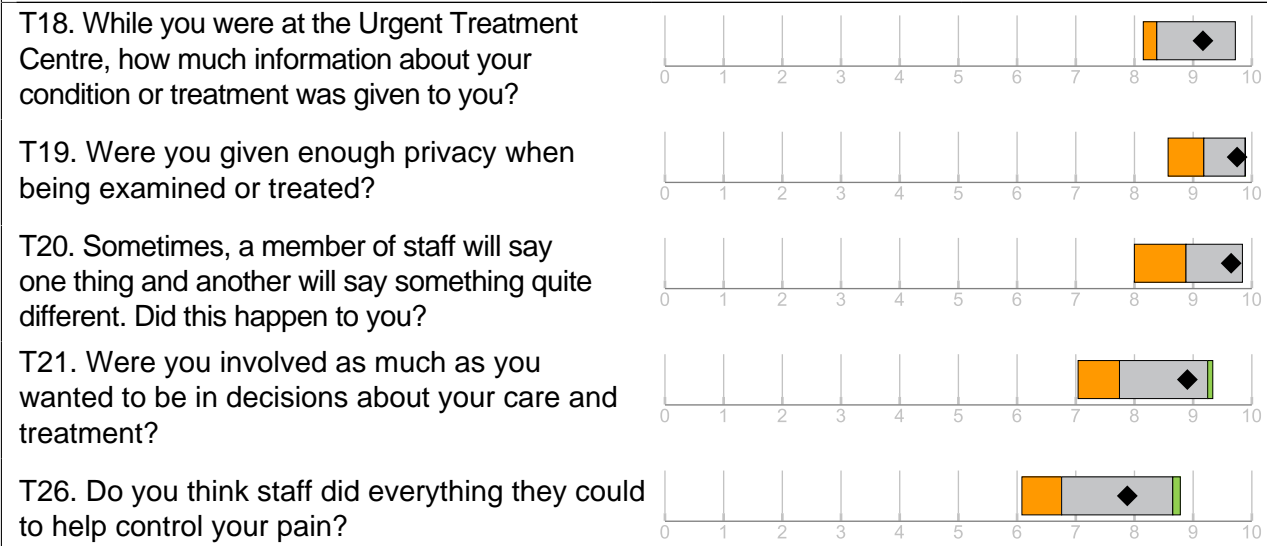 T18. While you were at the Urgent Treatment
Centre, how much information about your
condition or treatment was given to you?
0 1 2 3 4 5 6 7 8 9 10
T19. Were you given enough privacy when
being examined or treated?
0 1 2 3 4 5 6 7 8 9 10
T20. Sometimes, a member of staff will say
one thing and another will say something quite
different. Did this happen to you?
0 1 2 3 4 5 6 7 8 9 10
T21. Were you involved as much as you
wanted to be in decisions about your care and
treatment?
0 1 2 3 4 5 6 7 8 9 10
T26. Do you think staff did everything they could
to help control your pain?
0 1 2 3 4 5 6 7 8 9 10